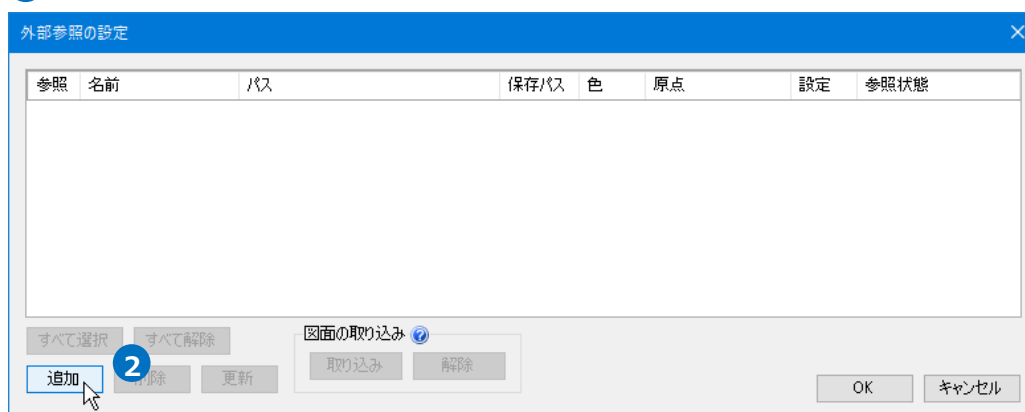 外部参照の設定
参照 名前 パス 保存パス 色 原点 設定 参照状態
すべて選択 すべて解除 図面の取り込み
追加 2 削除 更新 取り込み 解除
OK キャンセル